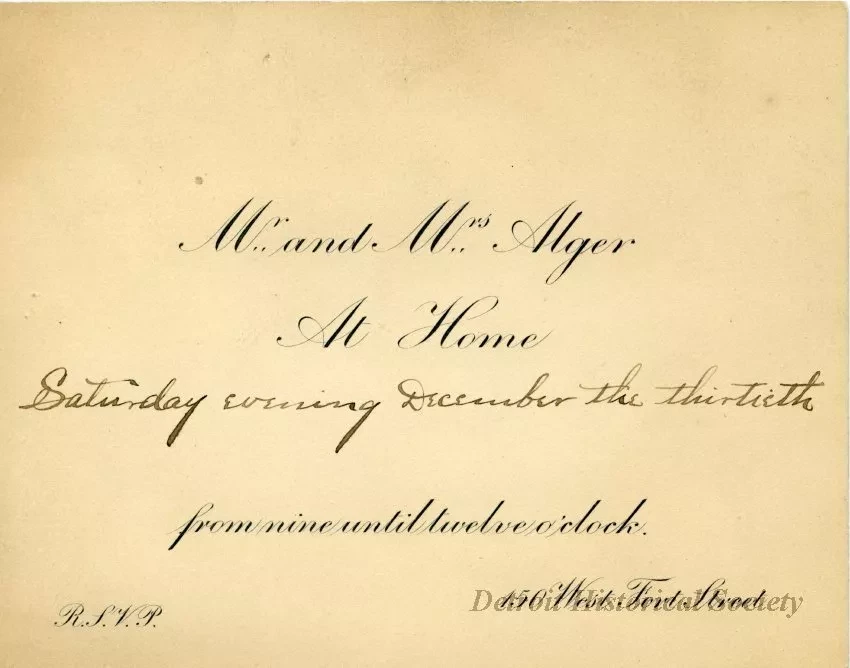 Mr. and Mrs. Alger
At Home
Saturday evening December the thirtieth
from nine until twelve o'clock.
R.S.V.P.
150 West Fort Street
Detroit Historical Society